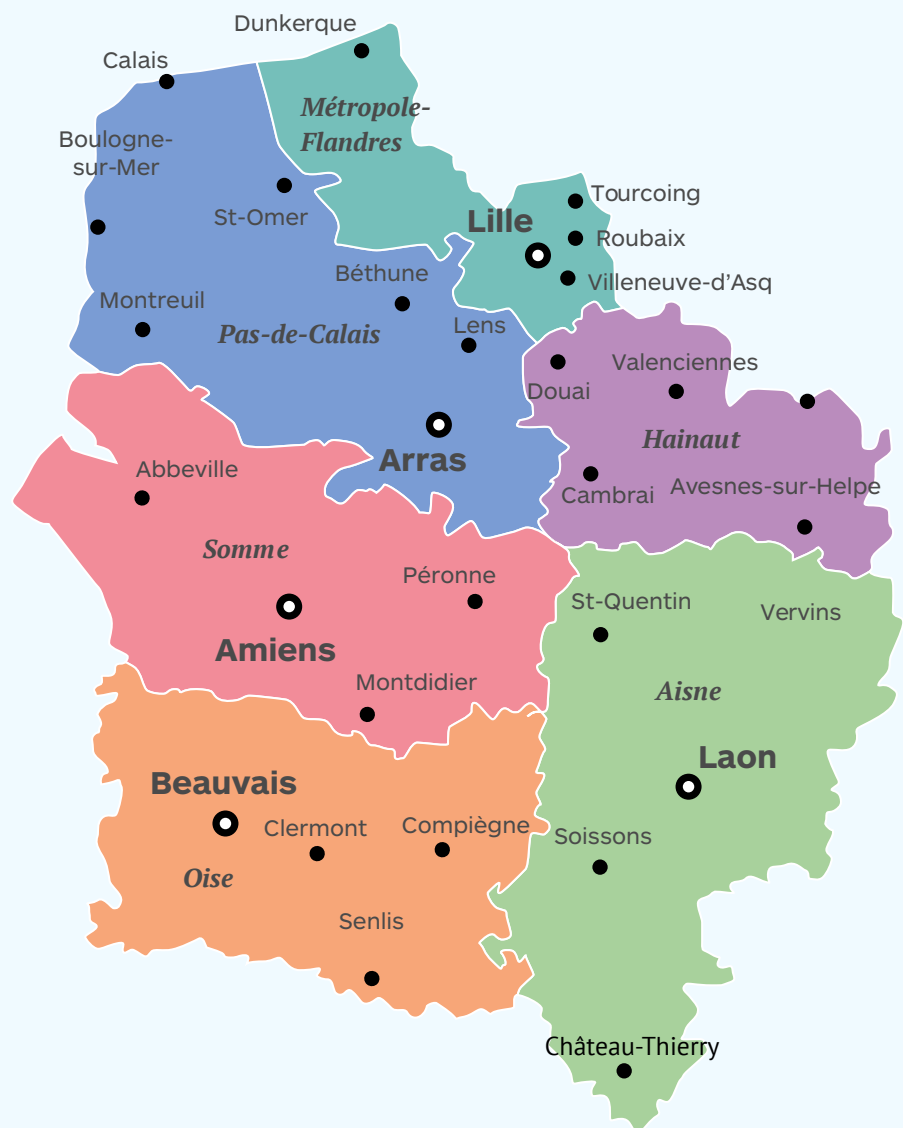 Dunkerque
Calais
Métropole-
Flandres
Boulogne-
sur-Mer
Tourcoing
St-Omer
Lille
Roubaix
Béthune
Villeneuve-d'Asq
Montreuil
Pas-de-Calais
Lens
Valenciennes
Douai
Hainaut
Arras
Abbeville
Cambrai
Avesnes-sur-Helpe
Somme
Péronne
St-Quentin
Vervins
Amiens
Montdidier
Aisne
Laon
Beauvais
Clermont
Compiègne
Soissons
Oise
Senlis
Château-Thierry